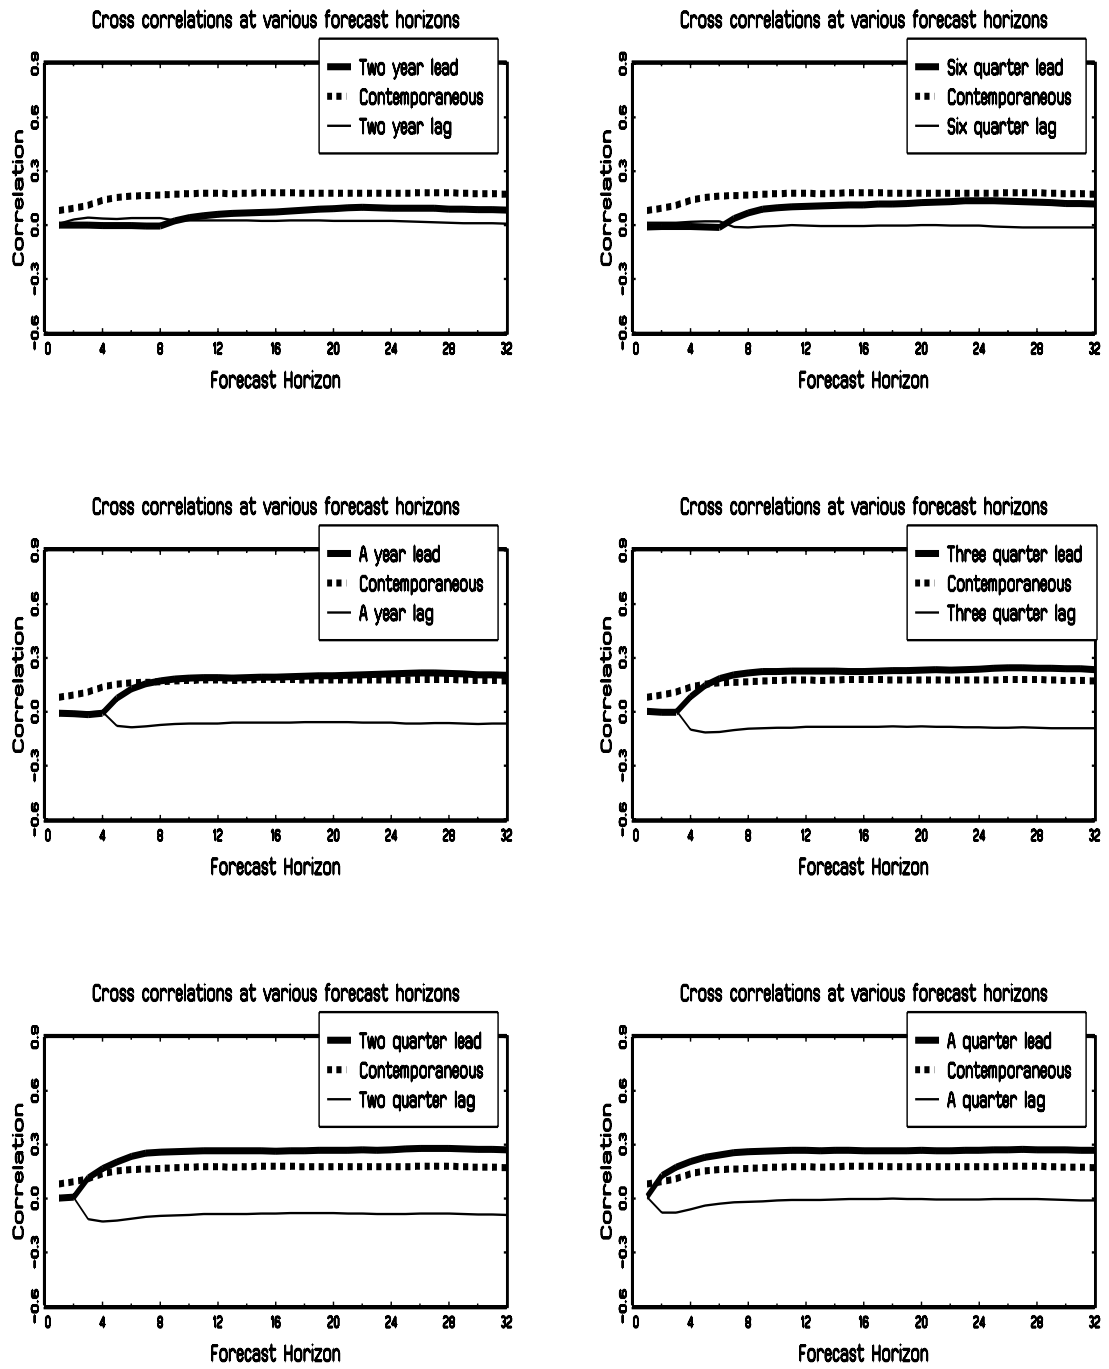 Cross correlations at various forecast horizons
Two year lead
Contemporaneous
Two year lag
Correlation
0.9
0.6
0.3
0.0
-0.3
-0.6
0 4 8 12 16 20 24 28 32
Forecast Horizon
Cross correlations at various forecast horizons
Six quarter lead
Contemporaneous
Six quarter lag
Correlation
0.9
0.6
0.3
0.0
-0.3
-0.6
0 4 8 12 16 20 24 28 32
Forecast Horizon
Cross correlations at various forecast horizons
A year lead
Contemporaneous
A year lag
Correlation
0.9
0.6
0.3
0.0
-0.3
-0.6
0 4 8 12 16 20 24 28 32
Forecast Horizon
Cross correlations at various forecast horizons
Three quarter lead
Contemporaneous
Three quarter lag
Correlation
0.9
0.6
0.3
0.0
-0.3
-0.6
0 4 8 12 16 20 24 28 32
Forecast Horizon
Cross correlations at various forecast horizons
Two quarter lead
Contemporaneous
Two quarter lag
Correlation
0.9
0.6
0.3
0.0
-0.3
-0.6
0 4 8 12 16 20 24 28 32
Forecast Horizon
Cross correlations at various forecast horizons
A quarter lead
Contemporaneous
A quarter lag
Correlation
0.9
0.6
0.3
0.0
-0.3
-0.6
0 4 8 12 16 20 24 28 32
Forecast Horizon